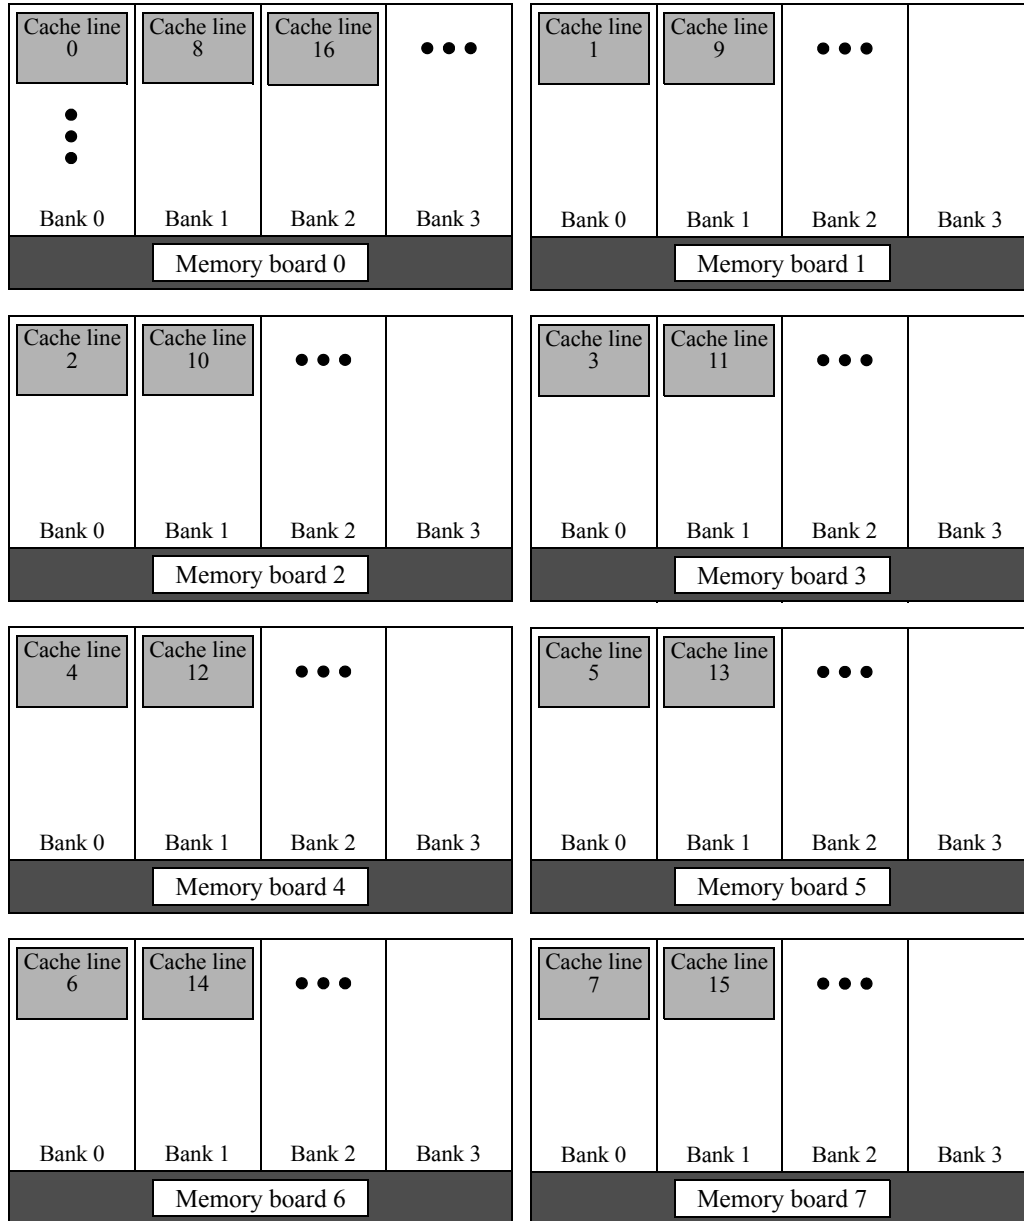 Cache line
0
Cache line
8
Cache line
16
Bank 0
Bank 1
Bank 2
Bank 3
Memory board 0
Cache line
1
Cache line
9
Bank 0
Bank 1
Bank 2
Bank 3
Memory board 1
Cache line
2
Cache line
10
Bank 0
Bank 1
Bank 2
Bank 3
Memory board 2
Cache line
3
Cache line
11
Bank 0
Bank 1
Bank 2
Bank 3
Memory board 3
Cache line
4
Cache line
12
Bank 0
Bank 1
Bank 2
Bank 3
Memory board 4
Cache line
5
Cache line
13
Bank 0
Bank 1
Bank 2
Bank 3
Memory board 5
Cache line
6
Cache line
14
Bank 0
Bank 1
Bank 2
Bank 3
Memory board 6
Cache line
7
Cache line
15
Bank 0
Bank 1
Bank 2
Bank 3
Memory board 7